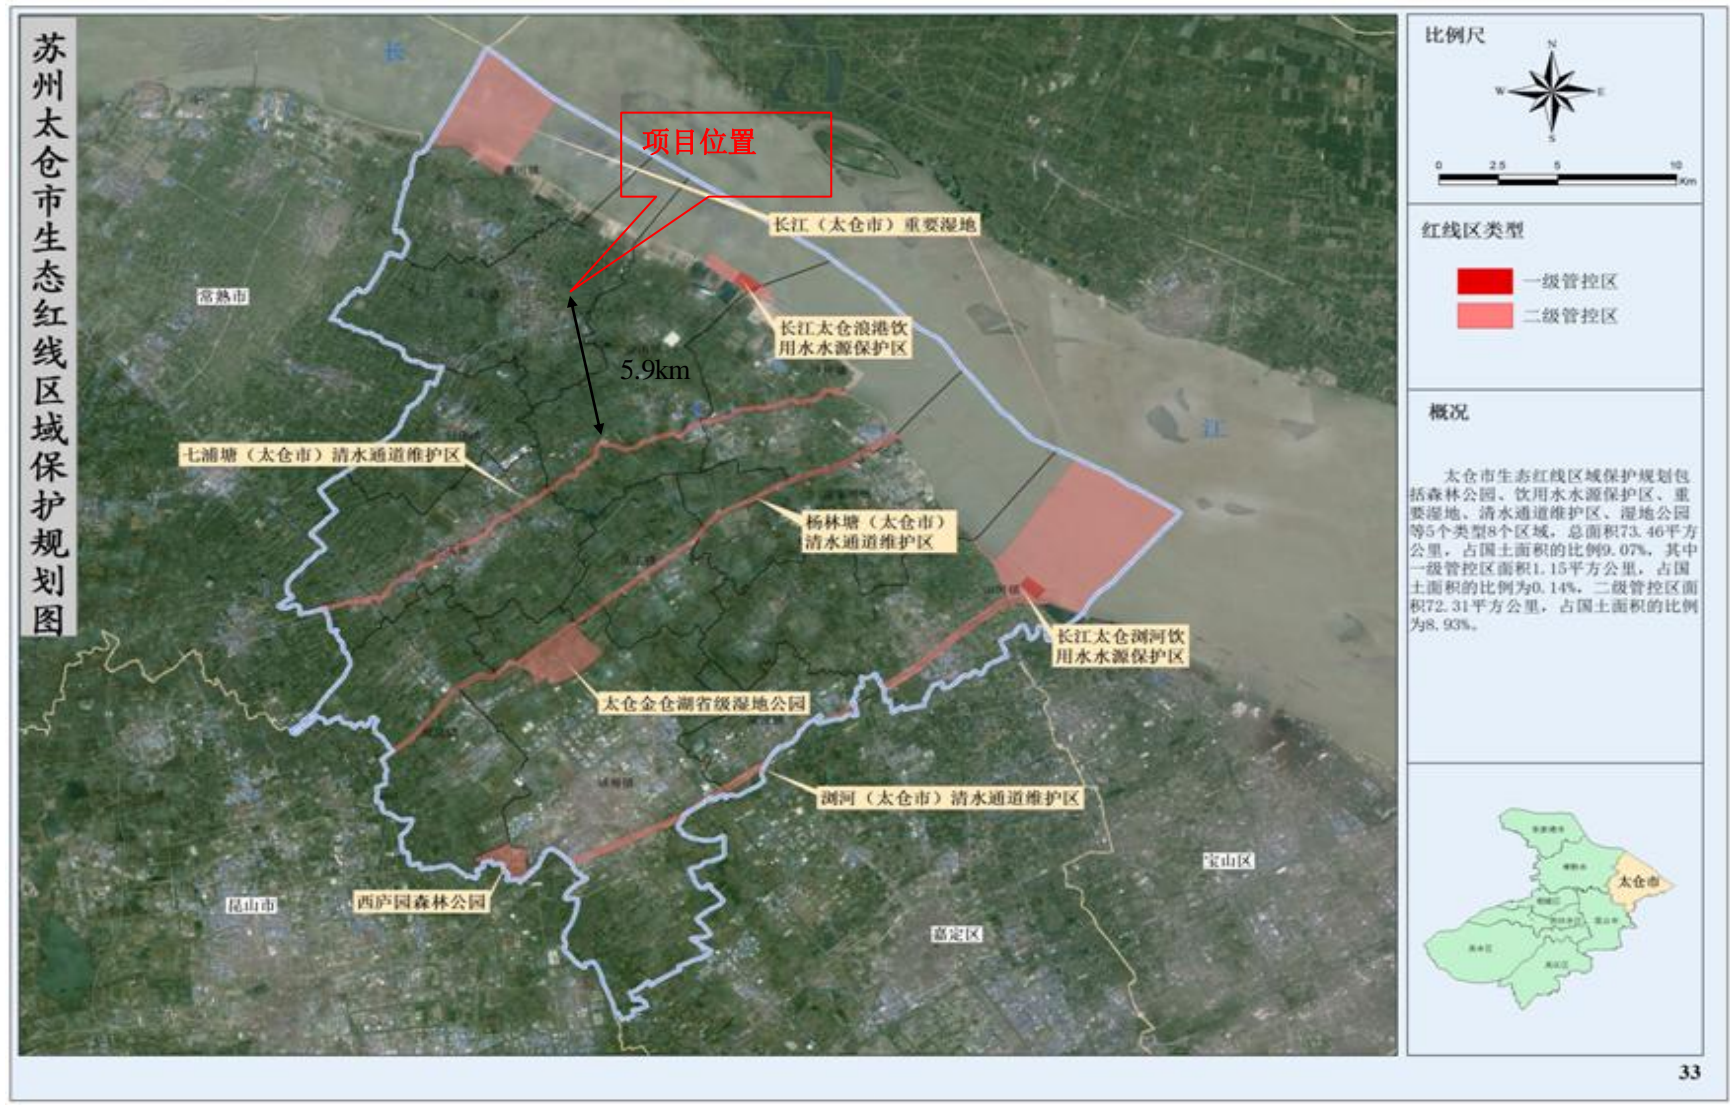 苏州太仓市生态红线区域保护规划图
长
项目位置
长江（太仓市）重要湿地
常熟市
长江太仓浪港饮
用水水源保护区
5.9km
江
七浦塘（太仓市）清水通道维护区
杨林塘（太仓市）
清水通道维护区
长江太仓浏河饮
用水水源保护区
太仓金仓湖省级湿地公园
浏河（太仓市）清水通道维护区
宝山区
西庐园森林公园
昆山市
嘉定区
比例尺
N
W
E
S
0
2.5
5
10
Km
红线区类型
一级管控区
二级管控区
概况
太仓市生态红线区域保护规划包
括森林公园、饮用水水源保护区、重
要湿地、清水通道维护区、湿地公园
等5个类型8个区域，总面积73.46平方
公里，占国土面积的比例9.07%，其中
一级管控区面积1.15平方公里，占国
土面积的比例为0.14%，二级管控区面
积72.31平方公里，占国土面积的比例
为8.93%。
太仓市
33